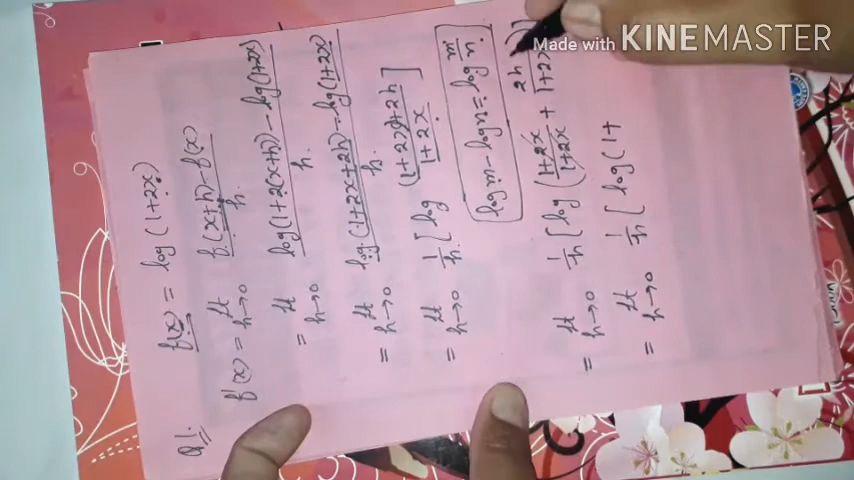 Q1.
f(x) = log (1+2x)
f'(x) = lt h→0 f(x+h) - f(x) / h
= lt h→0 log(1+2(x+h)) - log(1+2x) / h
= lt h→0 log(1+2x+2h) - log(1+2x) / h
= lt h→0 1/h [ log (1+2x+2h / 1+2x ]
log m - log n = log m/n
= lt h→0 1/h [ log ( 1+2x / 1+2x + 2h / 1+2
= lt h→0 1/h [ log ( 1+
Made with KINEMASTER